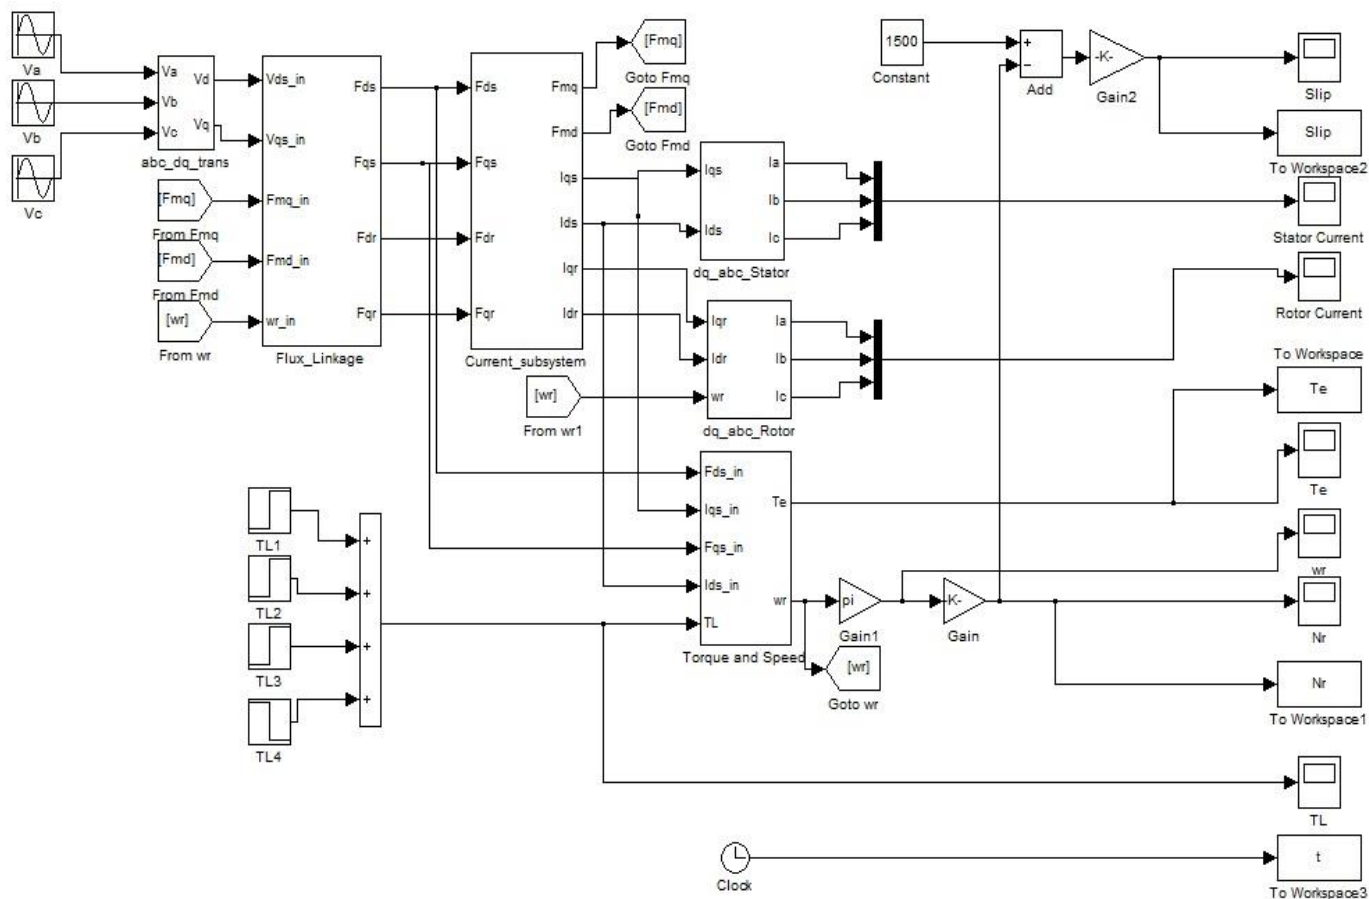 Va
Vb
Vc
Va
Vb
Vc
Vd
Vq
abc_dq_trans
[Fmq]
From Fmq
[Fmd]
From Fmd
[wr]
From wr
Vds_in
Vqs_in
Fmq_in
Fmd_in
wr_in
Fds
Fqs
Fdr
Fqr
Flux_Linkage
Fds
Fqs
Fdr
Fqr
Fmq
Fmd
Iqs
Ids
Iqr
Idr
Current_subsystem
[Fmq]
Goto Fmq
[Fmd]
Goto Fmd
Iqs
Ids
Ia
Ib
Ic
dq_abc_Stator
[wr]
From wr1
Iqr
Idr
wr
Ia
Ib
Ic
dq_abc_Rotor
1500
Constant
+
−
Add
-K-
Gain2
Slip
Slip
To Workspace2
Stator Current
Rotor Current
To Workspace
Te
Te
wr
Nr
Nr
To Workspace1
TL
t
To Workspace3
TL1
TL2
TL3
TL4
+
+
+
+
Fds_in
Iqs_in
Fqs_in
Ids_in
TL
Te
wr
Torque and Speed
pi
Gain1
-K-
Gain
[wr]
Goto wr
Clock